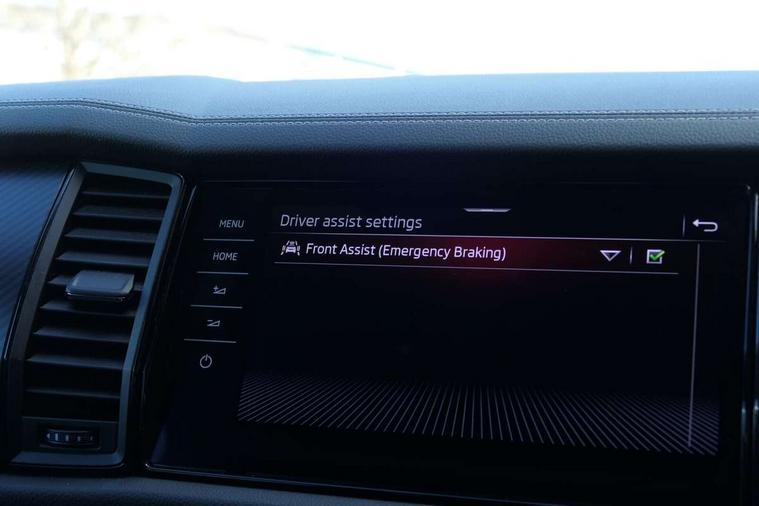 MENU
Driver assist settings
HOME
Front Assist (Emergency Braking)